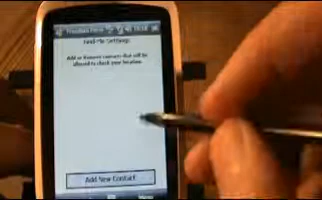 Find Me Settings
Add or Remove contacts that will be
allowed to check your location
Add New Contact